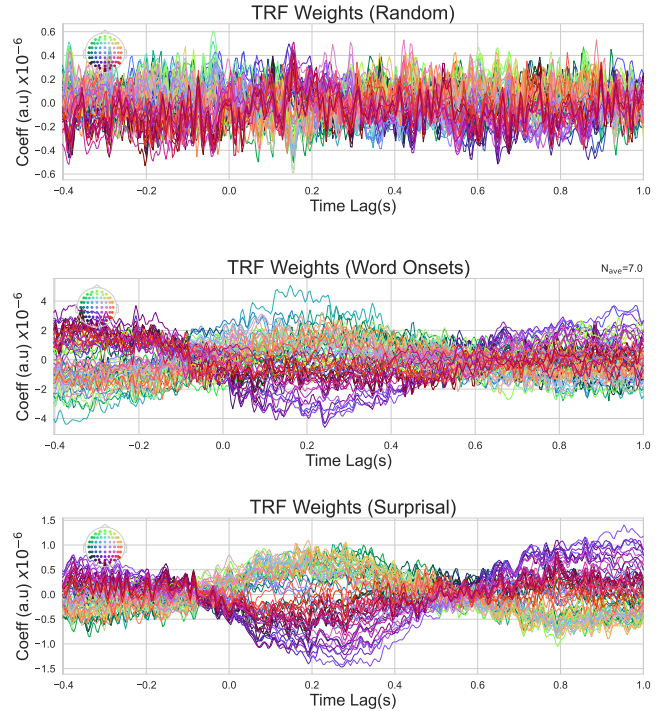 TRF Weights (Random)
Coeff (a.u) x10⁻⁶
0.6
0.4
0.2
0.0
−0.2
−0.4
−0.6
−0.4 −0.2 0.0 0.2 0.4 0.6 0.8 1.0
Time Lag(s)
TRF Weights (Word Onsets)
Nave=7.0
Coeff (a.u) x10⁻⁶
4
2
0
−2
−4
−0.4 −0.2 0.0 0.2 0.4 0.6 0.8 1.0
Time Lag(s)
TRF Weights (Surprisal)
Coeff (a.u) x10⁻⁶
1.5
1.0
0.5
0.0
−0.5
−1.0
−1.5
−0.4 −0.2 0.0 0.2 0.4 0.6 0.8 1.0
Time Lag(s)